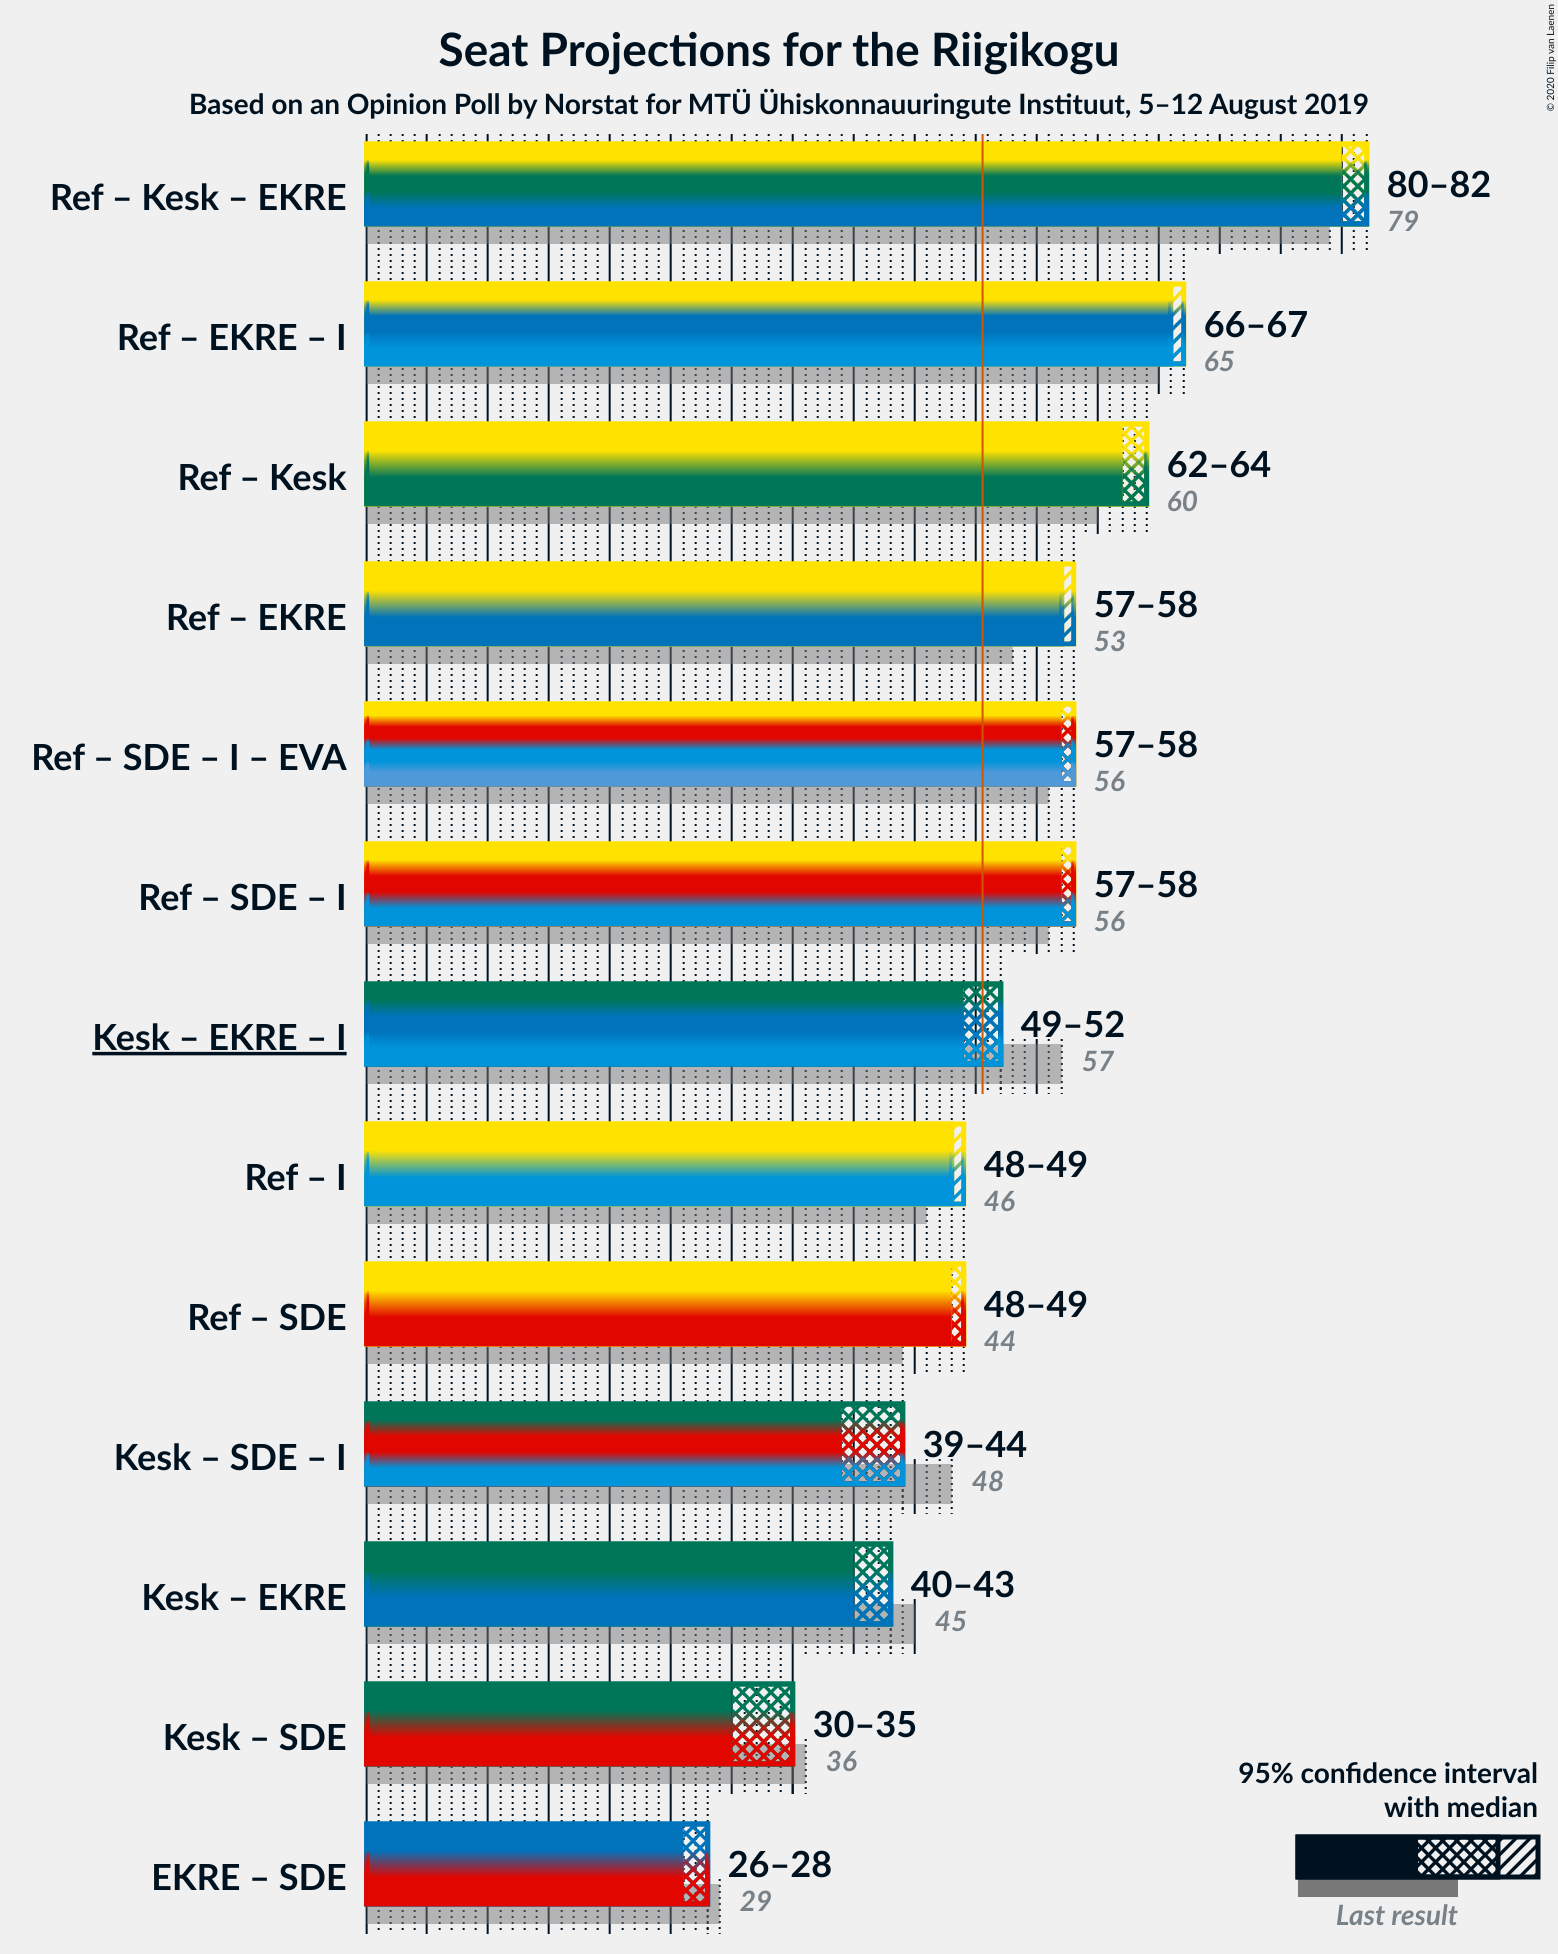 Seat Projections for the Riigikogu
Based on an Opinion Poll by Norstat for MTÜ Ühiskonnauuringute Instituut, 5–12 August 2019
© 2020 Filip van Laenen
Ref – Kesk – EKRE
80–82
79
Ref – EKRE – I
66–67
65
Ref – Kesk
62–64
60
Ref – EKRE
57–58
53
Ref – SDE – I – EVA
57–58
56
Ref – SDE – I
57–58
56
Kesk – EKRE – I
49–52
57
Ref – I
48–49
46
Ref – SDE
48–49
44
Kesk – SDE – I
39–44
48
Kesk – EKRE
40–43
45
Kesk – SDE
30–35
36
EKRE – SDE
26–28
29
95% confidence interval
with median
Last result